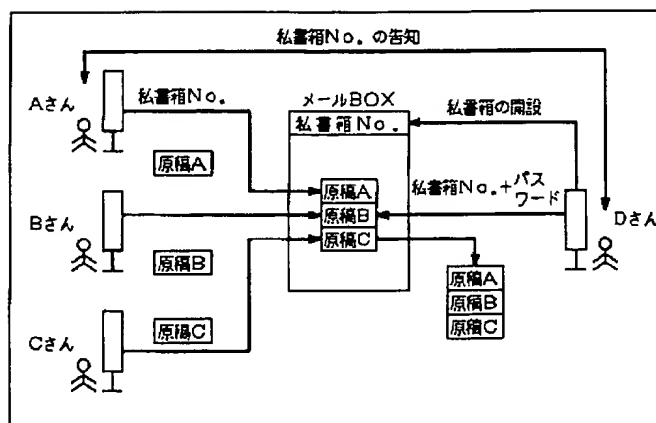 私書箱No.の告知
Aさん
私書箱No.
原稿A
メールBOX
私書箱No.
私書箱の開設
原稿A
原稿B
原稿C
私書箱No.+パス
ワード
Bさん
原稿B
Dさん
原稿A
原稿B
原稿C
Cさん
原稿C